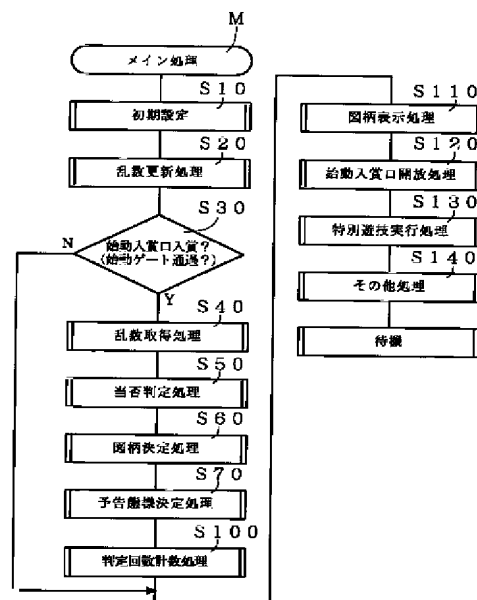 M
メイン処理
S10
初期設定
S20
乱数更新処理
S30
始動入賞口入賞?
(始動ゲート通過?)
N
Y
S40
乱数取得処理
S50
当否判定処理
S60
図柄決定処理
S70
予告態様決定処理
S100
判定回数計数処理
S110
図柄表示処理
S120
始動入賞口開放処理
S130
特別遊技実行処理
S140
その他処理
待機